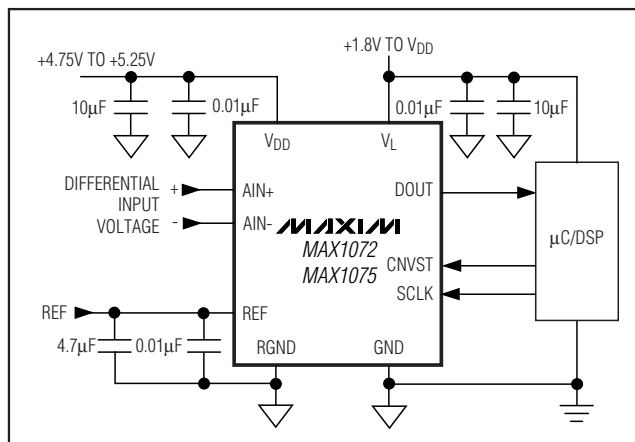 +1.8V TO VDD
+4.75V TO +5.25V
10µF
0.01µF
0.01µF
10µF
VDD
VL
DIFFERENTIAL
INPUT
VOLTAGE
+
-
AIN+
AIN-
DOUT
MAXIM
MAX1072
MAX1075
µC/DSP
CNVST
SCLK
REF
REF
4.7µF
0.01µF
RGND
GND